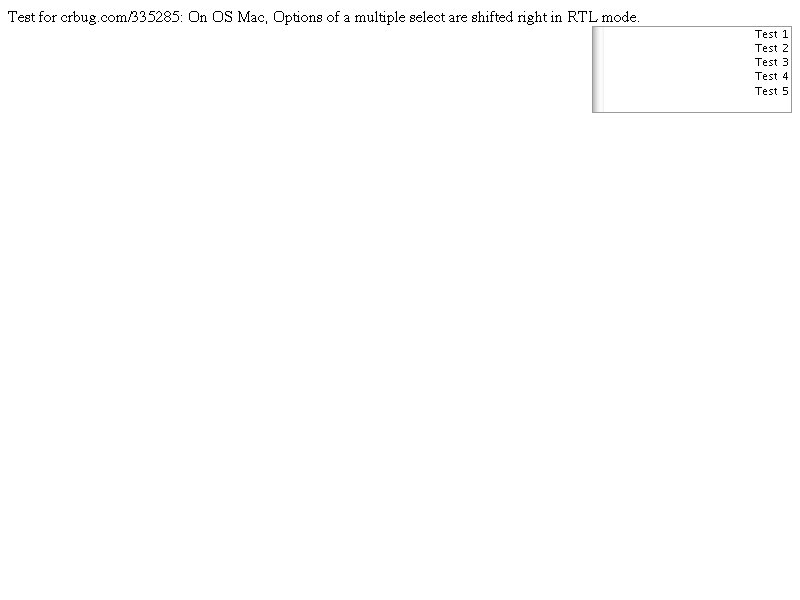 Test for crbug.com/335285: On OS Mac, Options of a multiple select are shifted right in RTL mode.
Test 1
Test 2
Test 3
Test 4
Test 5